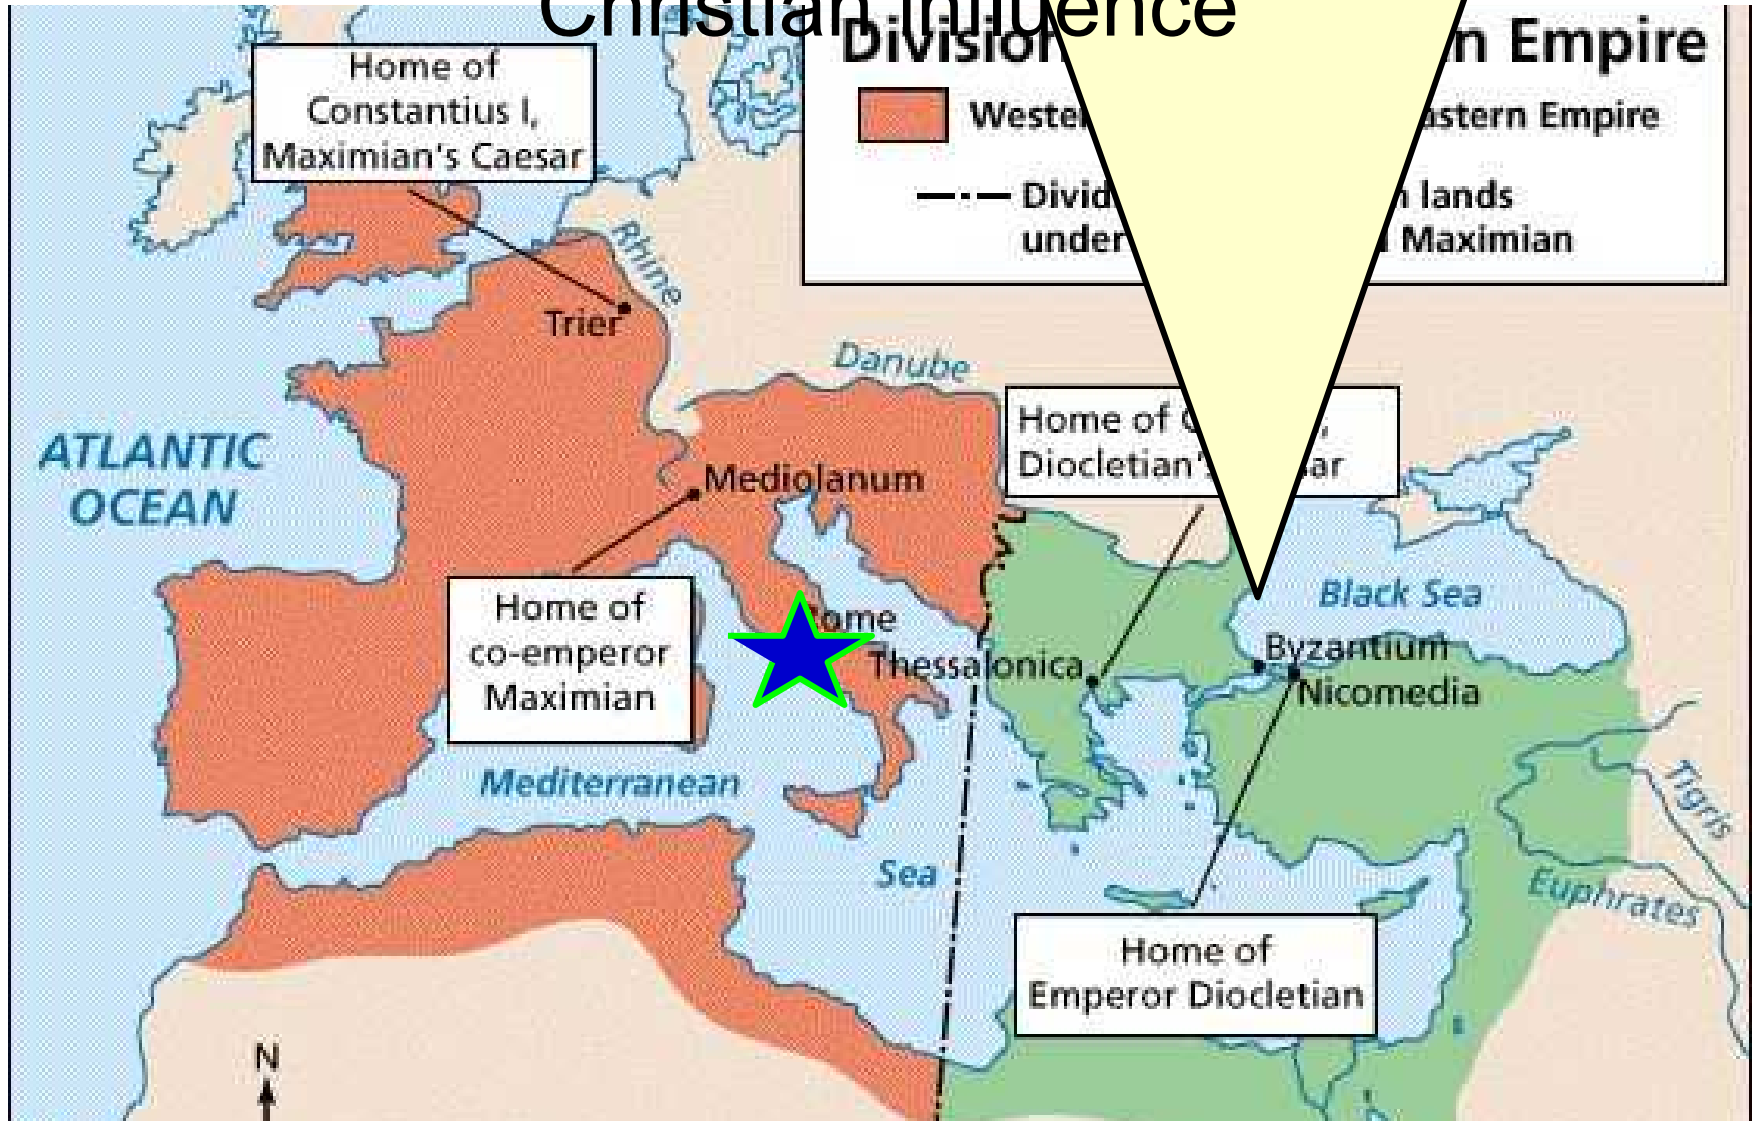 Christian Influence
Division n Empire
Weste astern Empire
Divid n lands
under Maximian
Home of
Constantius I,
Maximian's Caesar
Rhine
Trier
Danube
Home of
Diocletian's ar
ATLANTIC
OCEAN
Mediolanum
Home of
co-emperor
Maximian
Rome
Black Sea
Thessalonica
Byzantium
Nicomedia
Mediterranean
Sea
Tigris
Euphrates
Home of
Emperor Diocletian
N